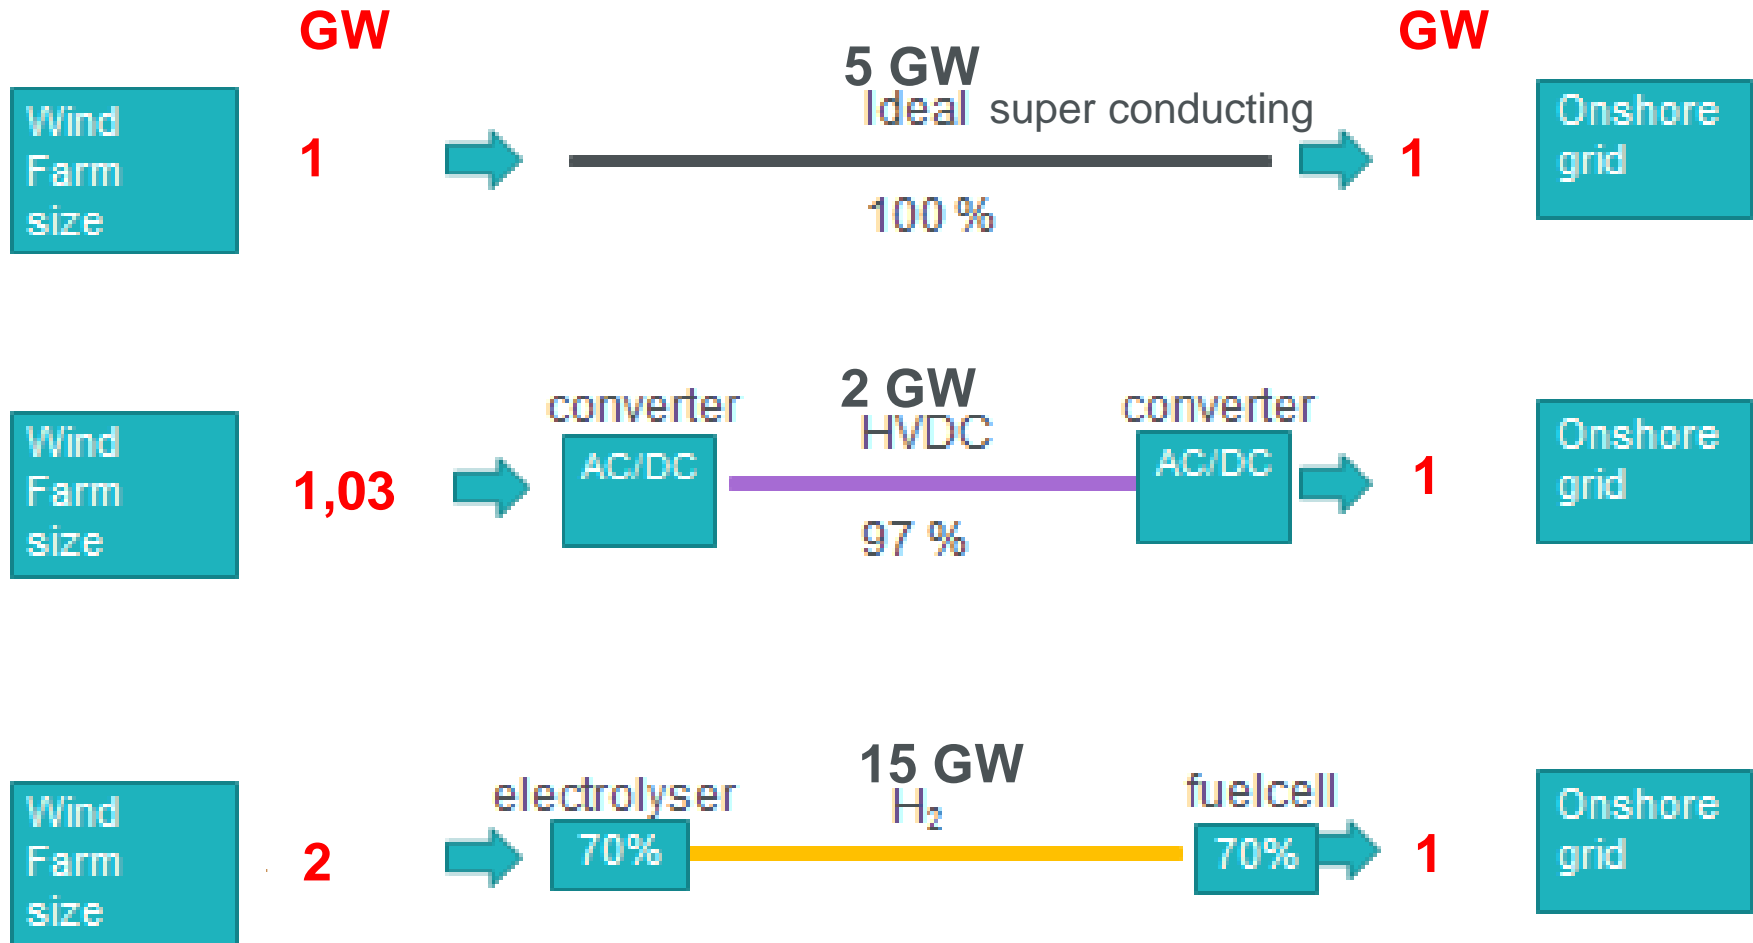 GW
GW
5 GW
Ideal super conducting
Wind
Farm
size
1
100 %
1
Onshore
grid
2 GW
converter
HVDC
converter
Wind
Farm
size
1,03
AC/DC
97 %
AC/DC
1
Onshore
grid
15 GW
electrolyser
H₂
fuelcell
Wind
Farm
size
2
70%
70%
1
Onshore
grid